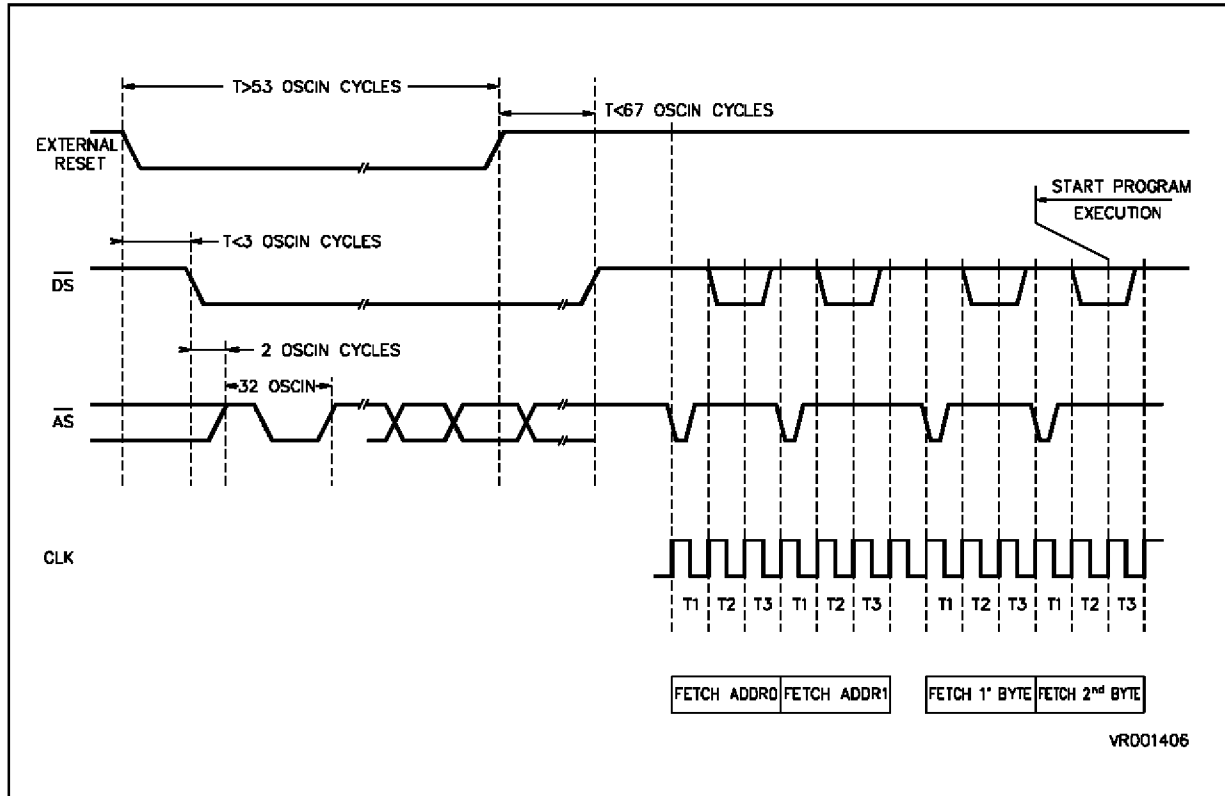 T>53 OSCIN CYCLES
T<67 OSCIN CYCLES
EXTERNAL
RESET
START PROGRAM
EXECUTION
T<3 OSCIN CYCLES
DS
2 OSCIN CYCLES
32 OSCIN
AS
CLK
T1 T2 T3 T1 T2 T3 T1 T2 T3 T1 T2 T3
FETCH ADDR0 FETCH ADDR1 FETCH 1° BYTE FETCH 2nd BYTE
VR001406